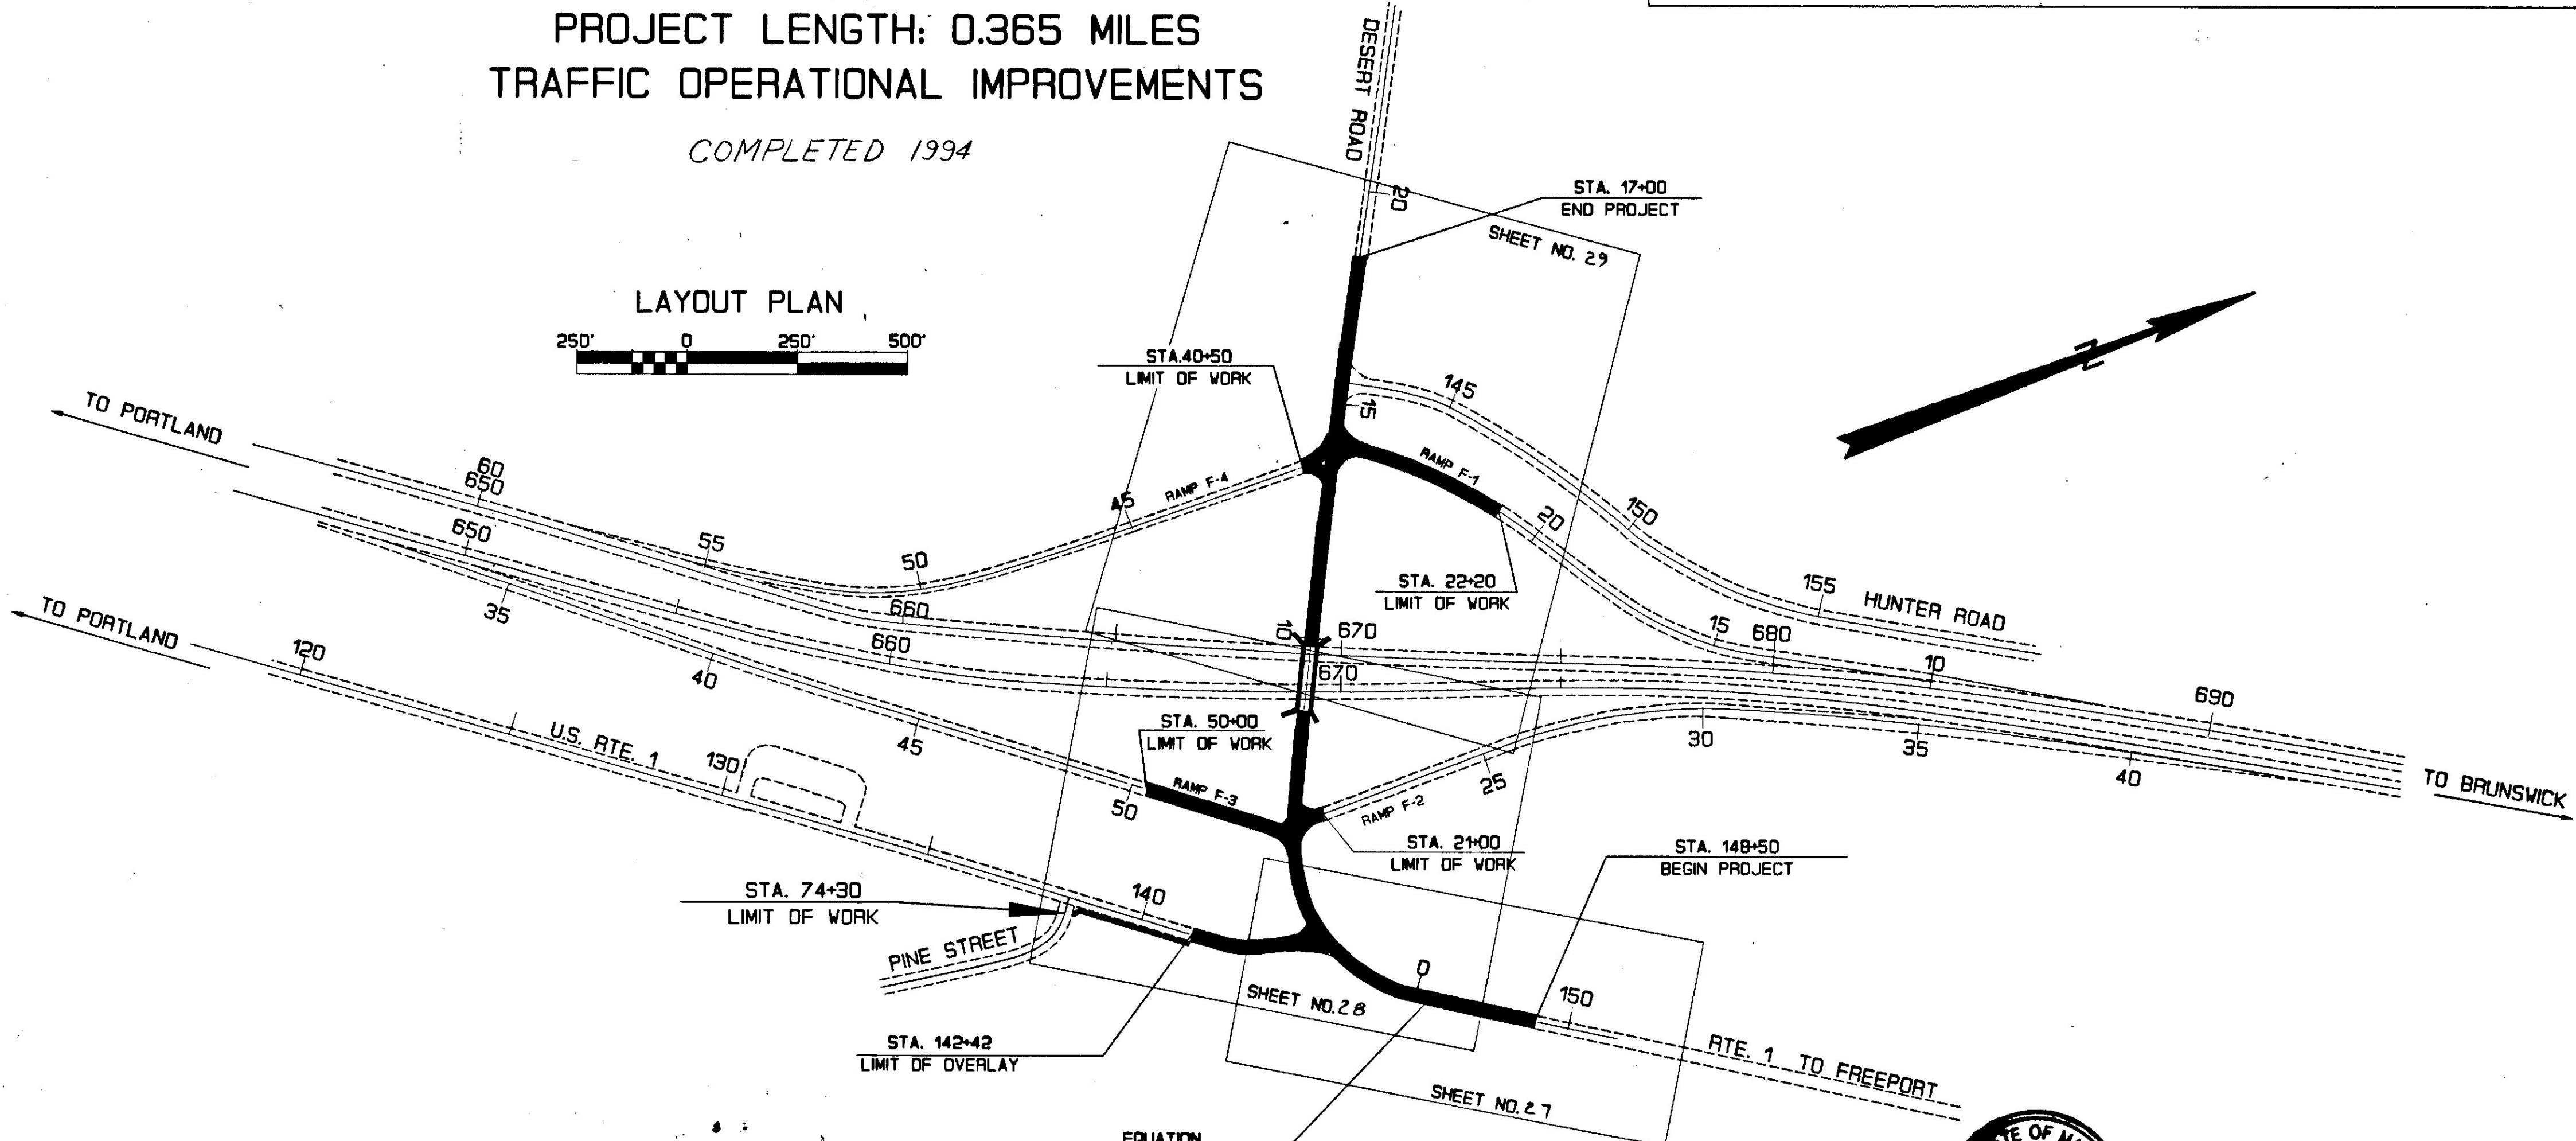 PROJECT LENGTH: 0.365 MILES
TRAFFIC OPERATIONAL IMPROVEMENTS
COMPLETED 1994
DESERT ROAD
20
STA. 17+00
END PROJECT
SHEET NO. 29
LAYOUT PLAN
250' 0 250' 500'
STA.40+50
LIMIT OF WORK
N
TO PORTLAND
60
650
45
RAMP F-4
15
145
RAMP F-1
20
150
650
55
50
STA. 22+20
LIMIT OF WORK
155
HUNTER ROAD
35
660
660
10
670
670
15
680
10
690
TO PORTLAND
120
40
U.S. RTE. 1
130
45
STA. 50+00
LIMIT OF WORK
50
RAMP F-3
RAMP F-2
25
30
35
40
TO BRUNSWICK
STA. 21+00
LIMIT OF WORK
STA. 148+50
BEGIN PROJECT
STA. 74+30
LIMIT OF WORK
140
PINE STREET
0
150
SHEET NO.28
STA. 142+42
LIMIT OF OVERLAY
RTE. 1 TO FREEPORT
SHEET NO.27
EQUATION